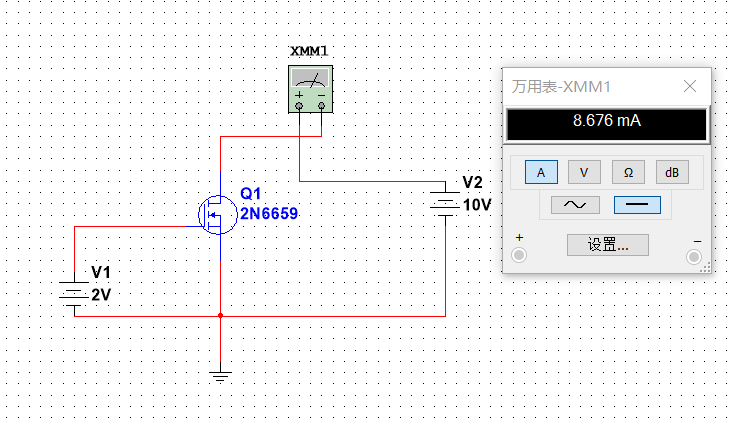 XMM1
万用表-XMM1
8.676 mA
A V Ω dB
设置...
+ −
Q1
2N6659
V2
10V
V1
2V
+ −